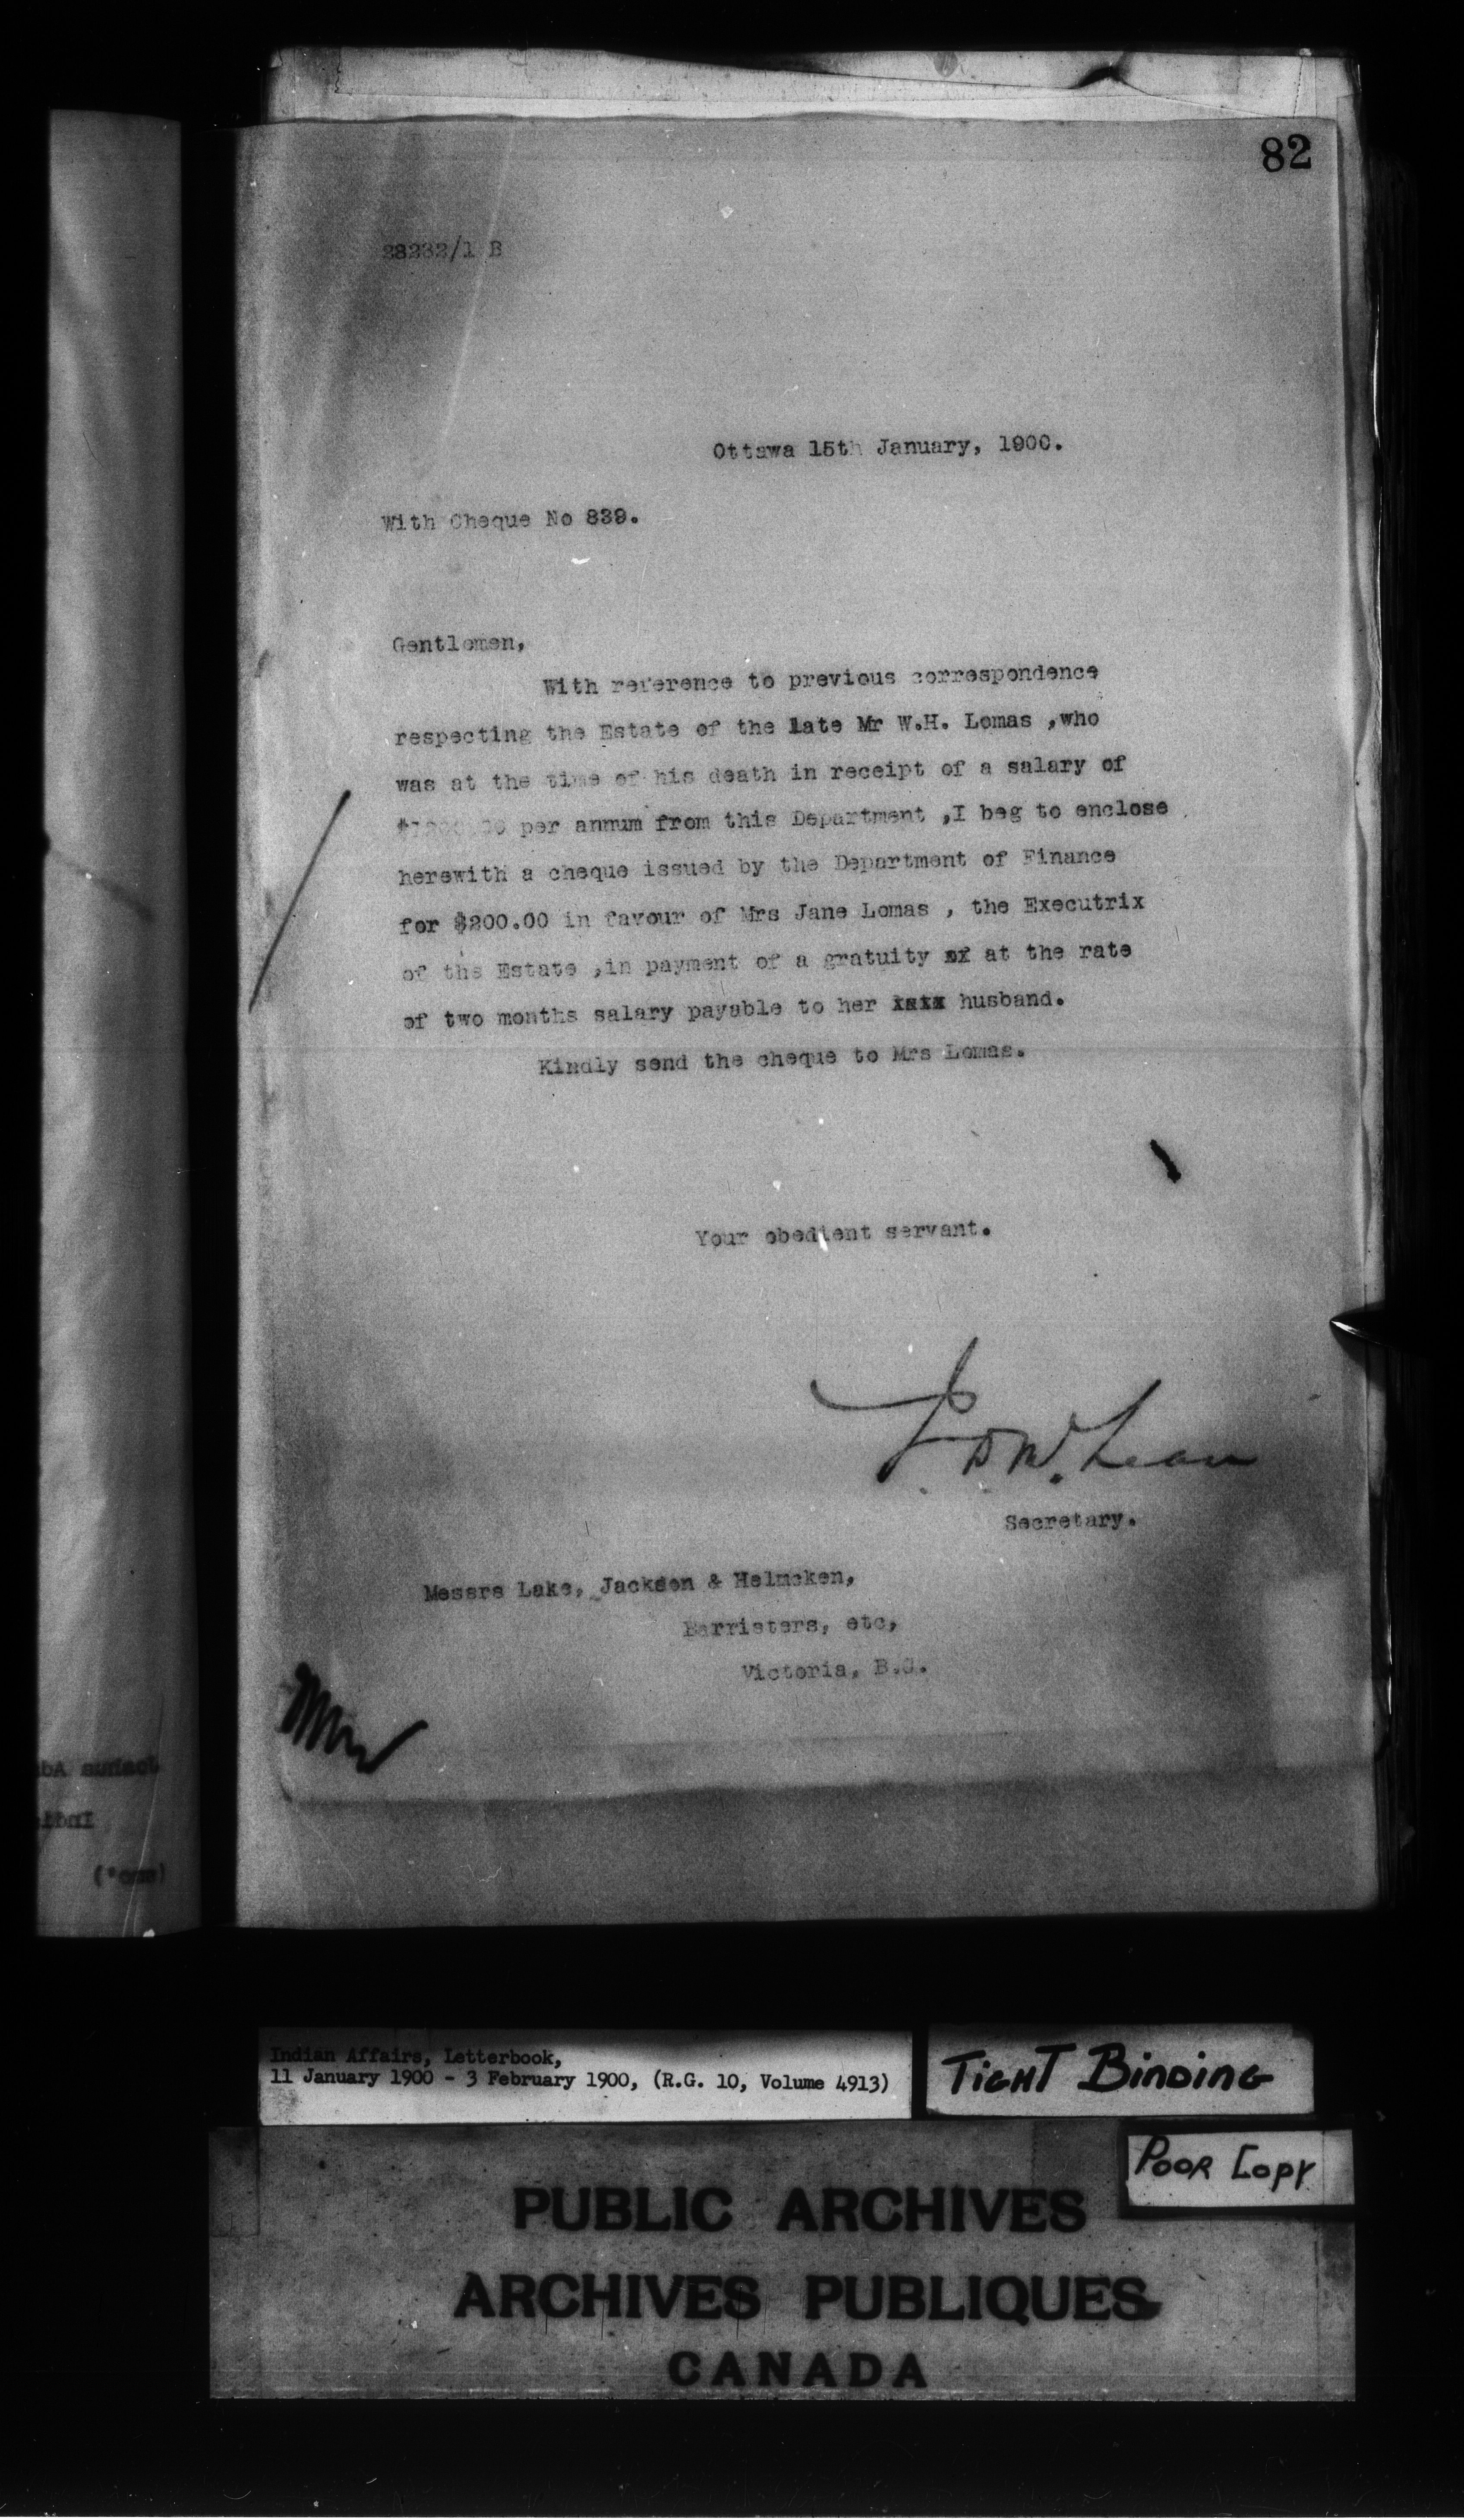 82
28232/1 B
Ottawa 15th January, 1900.
With Cheque No 839.
Gentlemen,
With reference to previous correspondence
respecting the Estate of the late Mr W.H. Lomas ,who
was at the time of his death in receipt of a salary of
$1200.00 per annum from this Department ,I beg to enclose
herewith a cheque issued by the Department of Finance
for $200.00 in favour of Mrs Jane Lomas , the Executrix
of the Estate ,in payment of a gratuity of at the rate
of two months salary payable to her husband.
Kindly send the cheque to Mrs Lomas.
Your obedient servant.
J. D. McLean
Secretary.
Messrs Lake, Jackson & Helmcken,
Barristers, etc,
Victoria, B.C.
Indian Affairs, Letterbook,
11 January 1900 - 3 February 1900, (R.G. 10, Volume 4913)
TIGHT BINDING
POOR COPY
PUBLIC ARCHIVES
ARCHIVES PUBLIQUES
CANADA